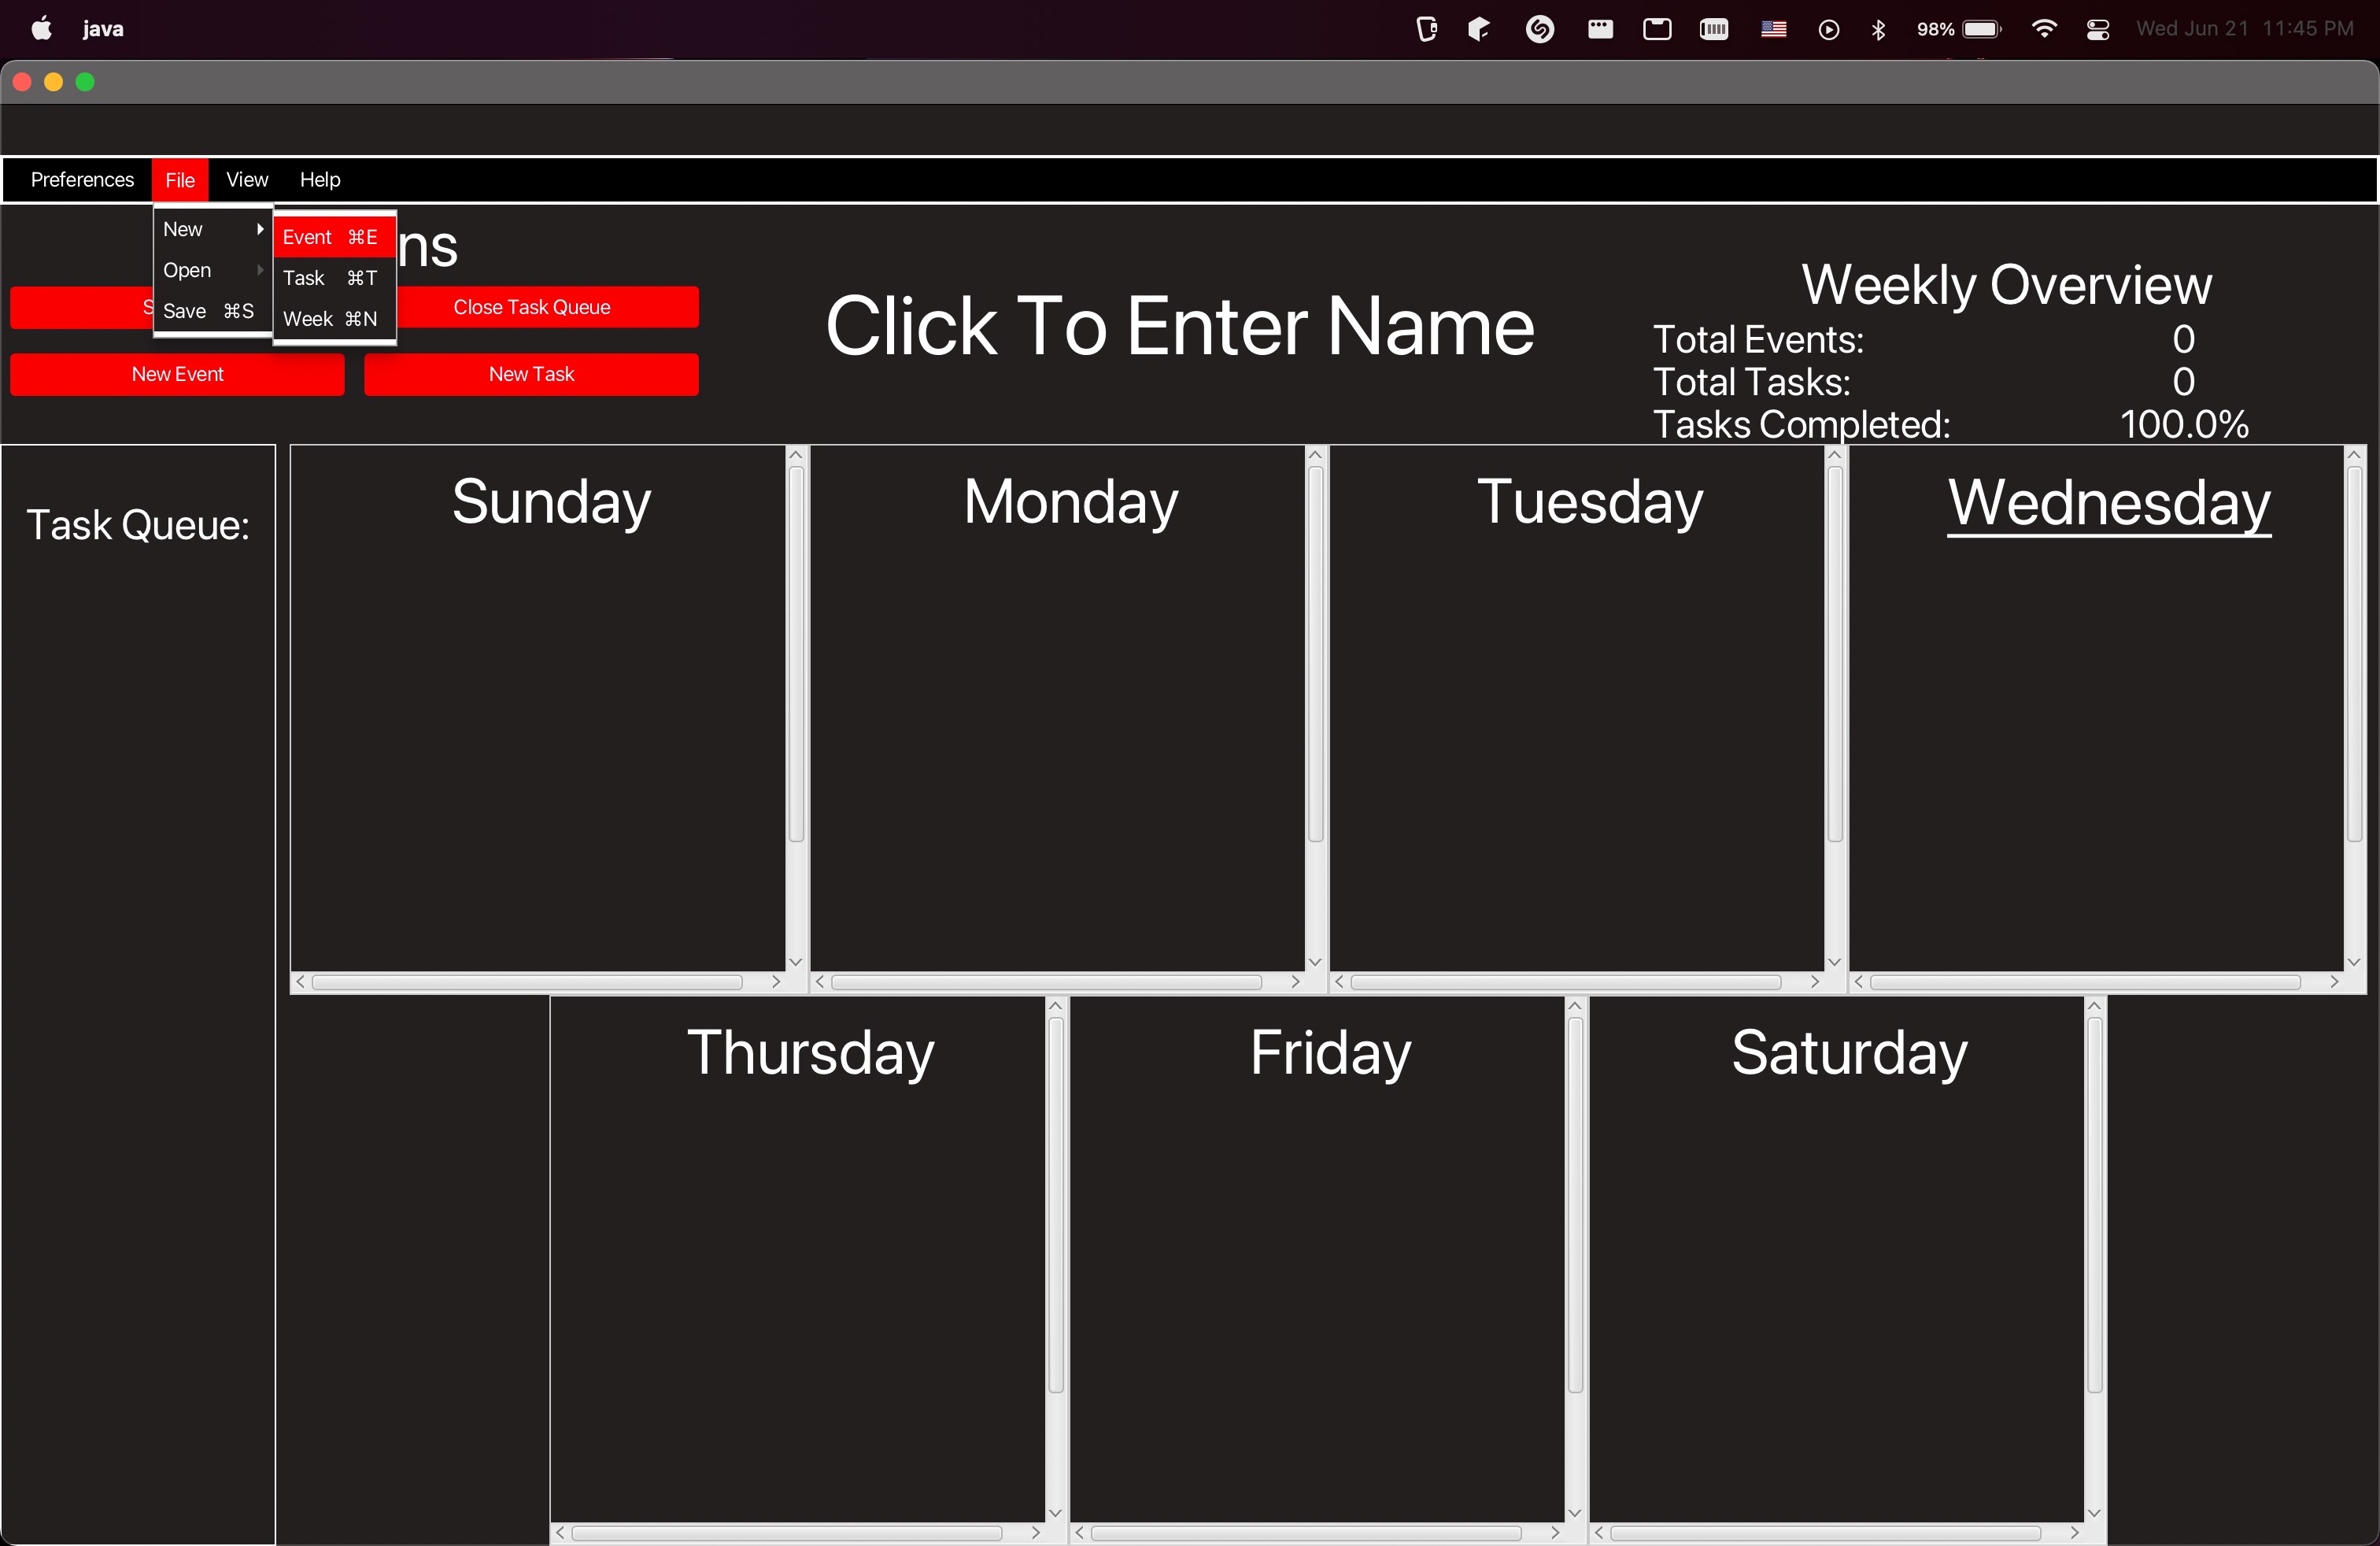 java 98% Wed Jun 21 11:45 PM
Preferences File View Help
New
Open
Save ⌘S
Event ⌘E
Task ⌘T
Week ⌘N
Close Task Queue
New Event New Task
Click To Enter Name
Weekly Overview
Total Events: 0
Total Tasks: 0
Tasks Completed: 100.0%
Task Queue:
Sunday Monday Tuesday Wednesday
Thursday Friday Saturday